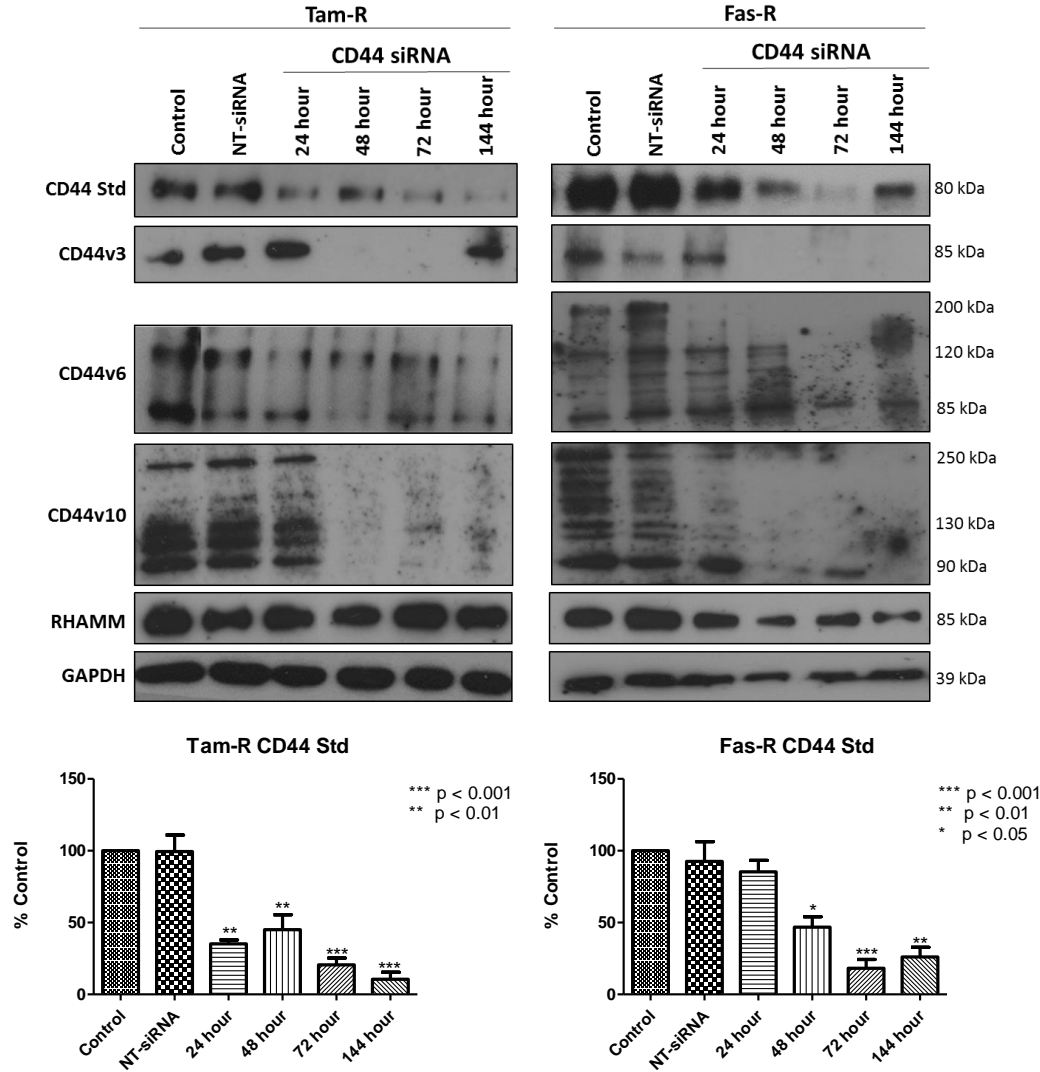 Tam-R
Fas-R
CD44 siRNA
CD44 siRNA
Control
NT-siRNA
24 hour
48 hour
72 hour
144 hour
Control
NT-siRNA
24 hour
48 hour
72 hour
144 hour
CD44 Std
80 kDa
CD44v3
85 kDa
CD44v6
200 kDa
120 kDa
85 kDa
CD44v10
250 kDa
130 kDa
90 kDa
RHAMM
85 kDa
GAPDH
39 kDa
Tam-R CD44 Std
% Control
150
100
50
0
** 
**
***
***
*** p < 0.001
** p < 0.01
Control
NT-siRNA
24 hour
48 hour
72 hour
144 hour
Fas-R CD44 Std
% Control
150
100
50
0
*
***
**
*** p < 0.001
** p < 0.01
* p < 0.05
Control
NT-siRNA
24 hour
48 hour
72 hour
144 hour